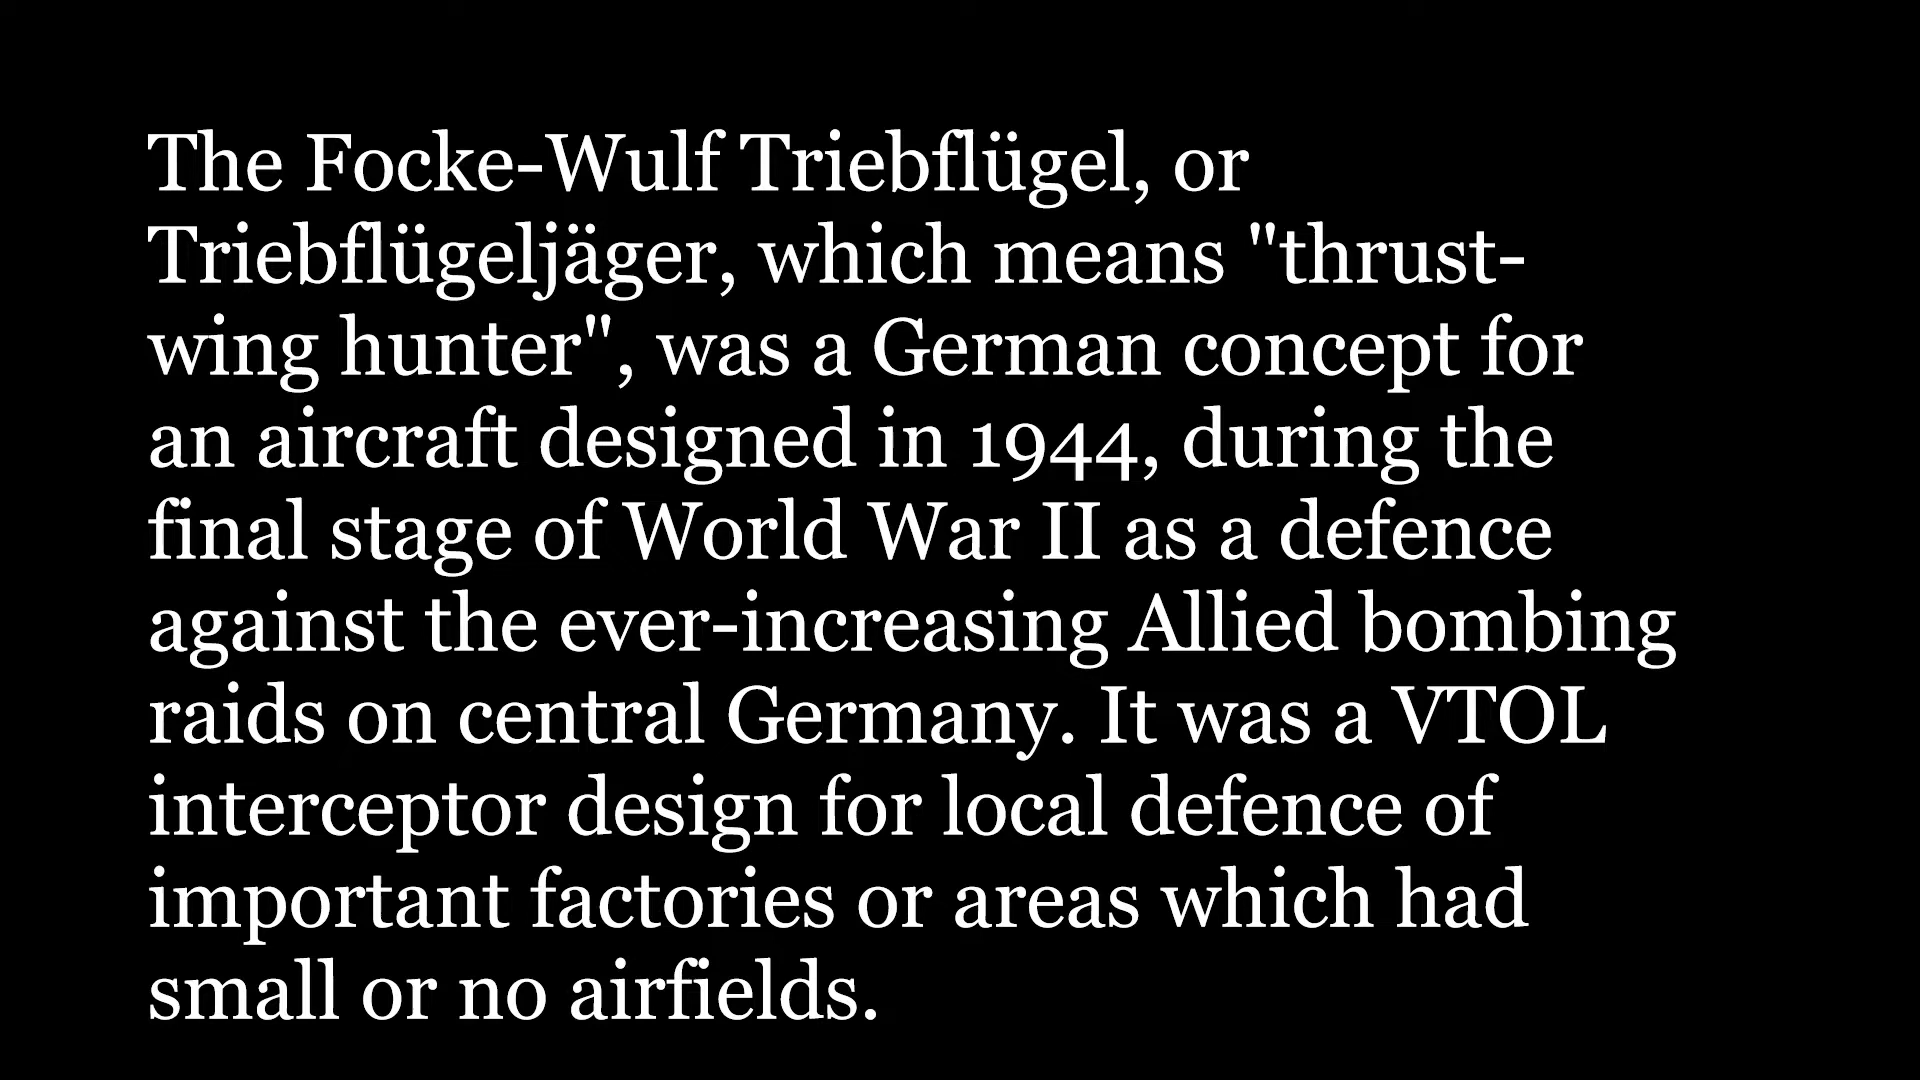 The Focke-Wulf Triebflügel, or
Triebflügeljäger, which means "thrust-
wing hunter", was a German concept for
an aircraft designed in 1944, during the
final stage of World War II as a defence
against the ever-increasing Allied bombing
raids on central Germany. It was a VTOL
interceptor design for local defence of
important factories or areas which had
small or no airfields.